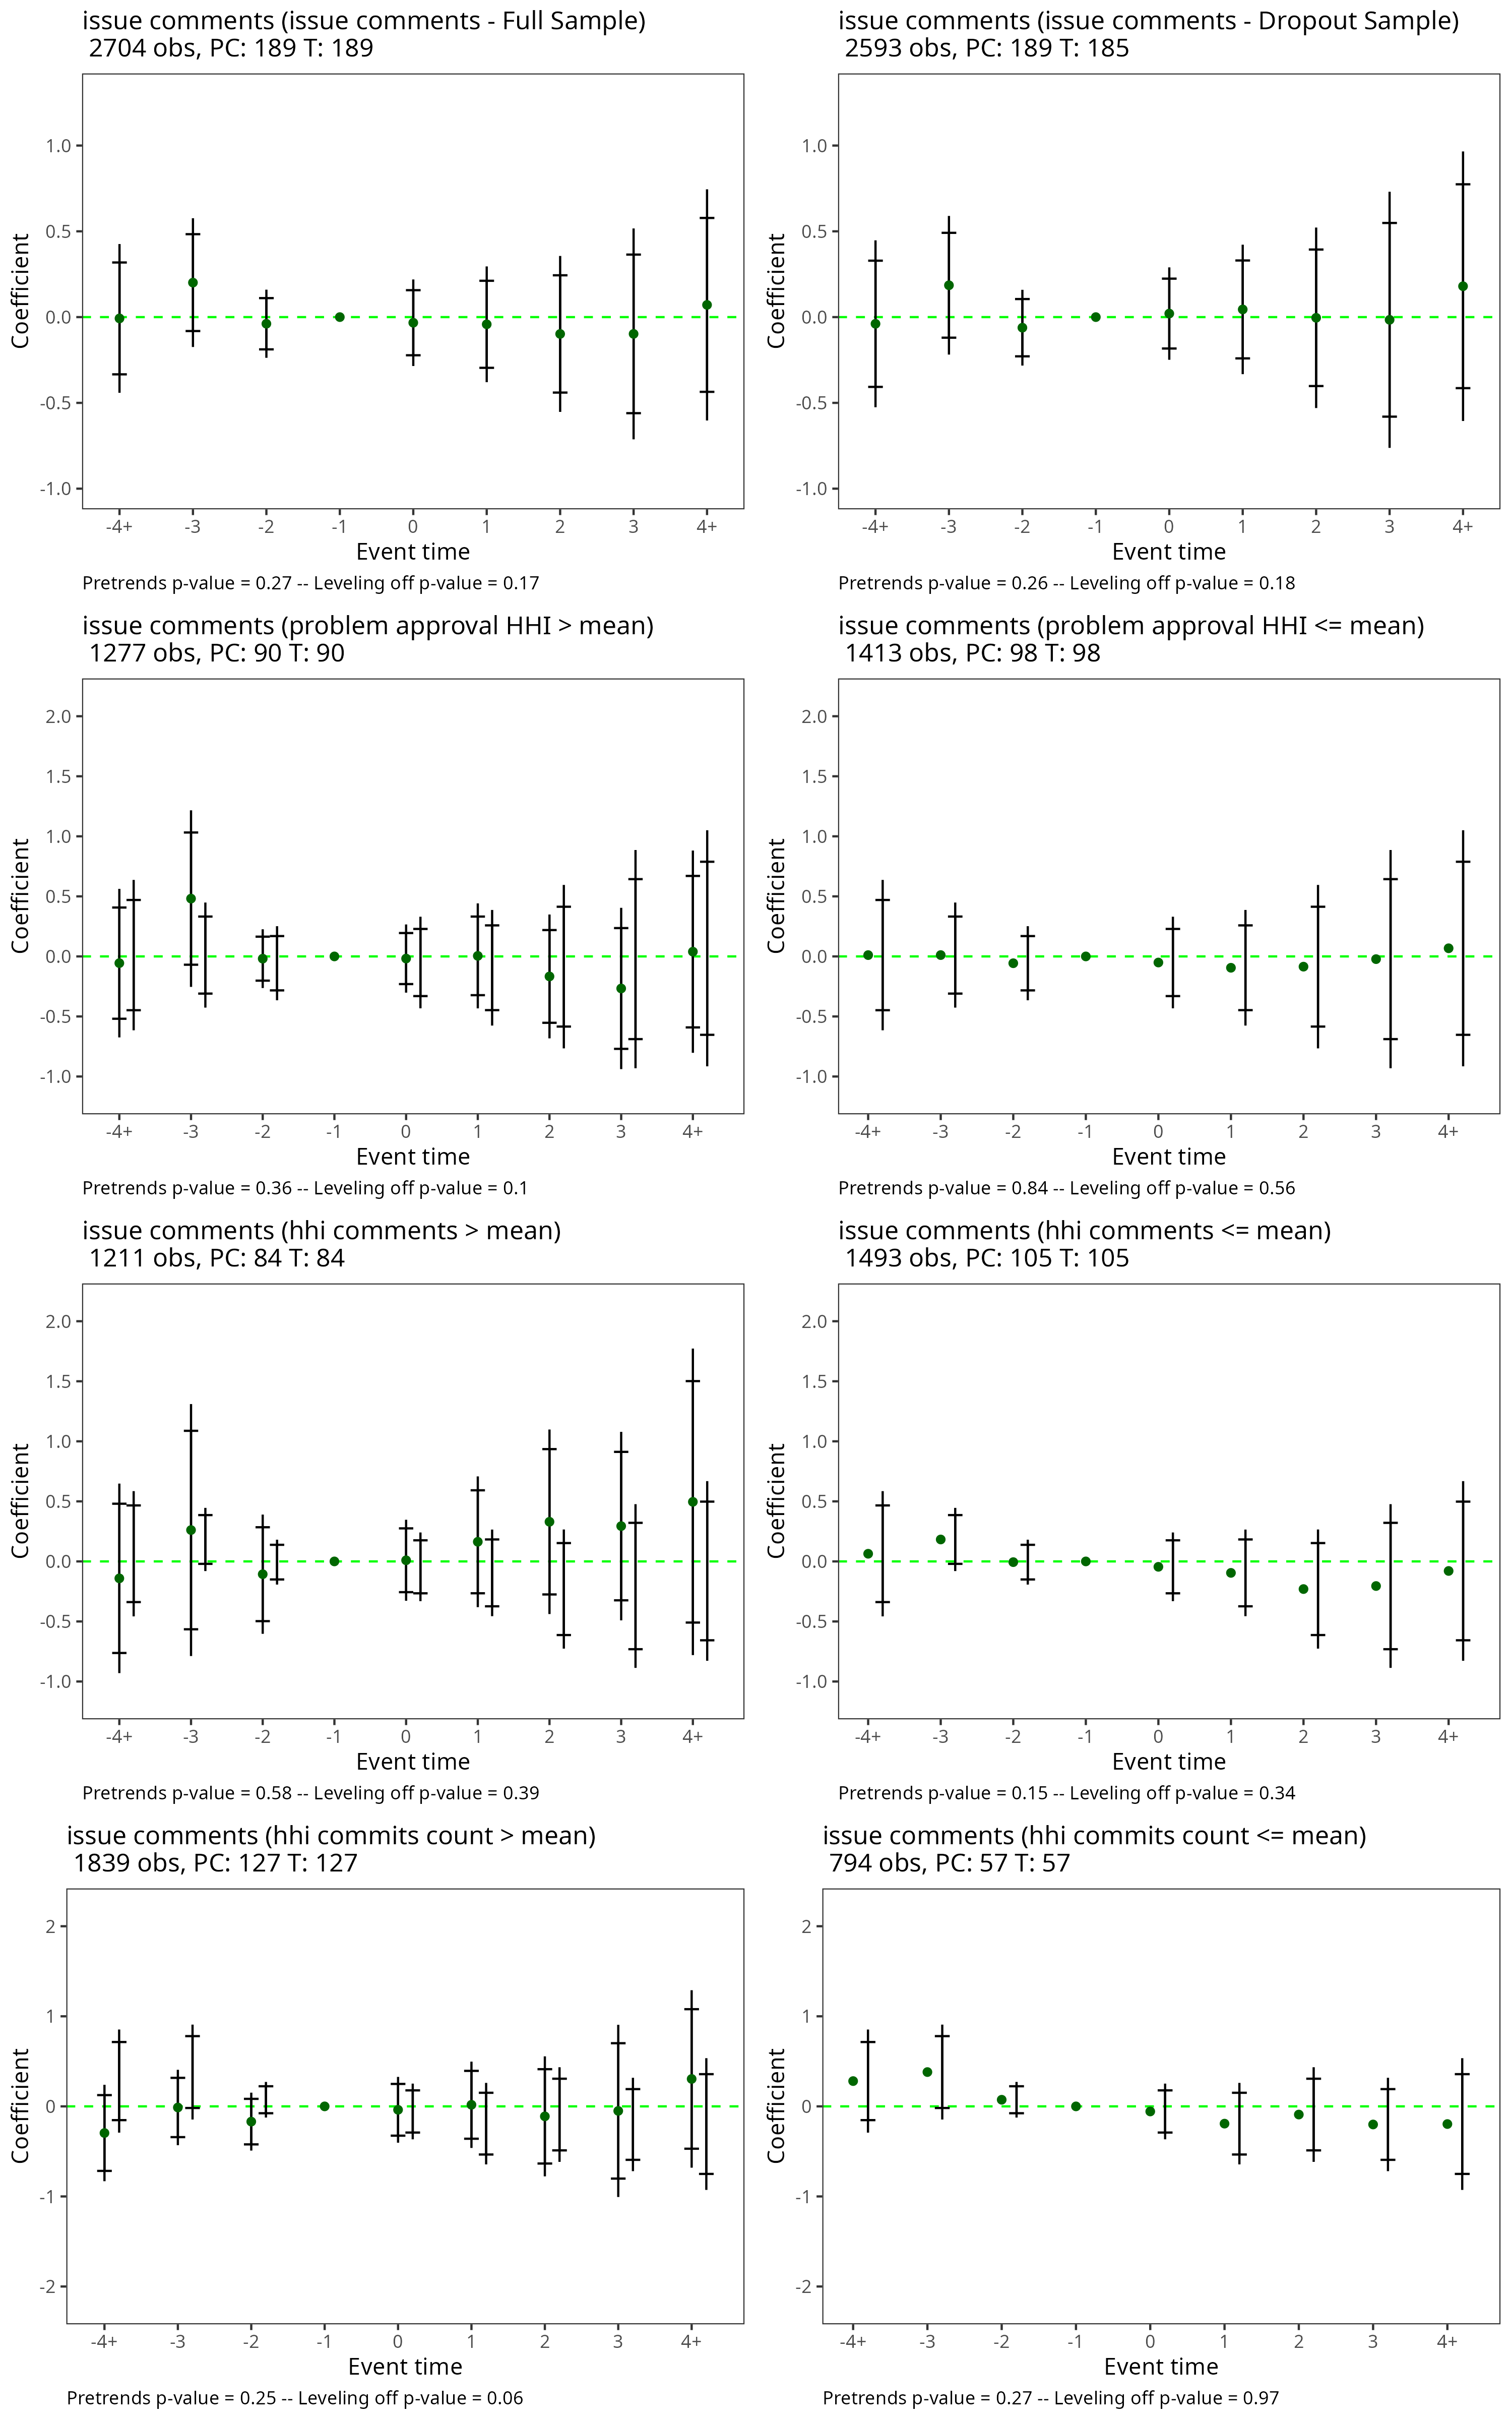 issue comments (issue comments - Full Sample)
2704 obs, PC: 189 T: 189
Coefficient
1.0
0.5
0.0
-0.5
-1.0
-4+ -3 -2 -1 0 1 2 3 4+
Event time
Pretrends p-value = 0.27 -- Leveling off p-value = 0.17
issue comments (issue comments - Dropout Sample)
2593 obs, PC: 189 T: 185
Coefficient
1.0
0.5
0.0
-0.5
-1.0
-4+ -3 -2 -1 0 1 2 3 4+
Event time
Pretrends p-value = 0.26 -- Leveling off p-value = 0.18
issue comments (problem approval HHI > mean)
1277 obs, PC: 90 T: 90
Coefficient
2.0
1.5
1.0
0.5
0.0
-0.5
-1.0
-4+ -3 -2 -1 0 1 2 3 4+
Event time
Pretrends p-value = 0.36 -- Leveling off p-value = 0.1
issue comments (problem approval HHI <= mean)
1413 obs, PC: 98 T: 98
Coefficient
2.0
1.5
1.0
0.5
0.0
-0.5
-1.0
-4+ -3 -2 -1 0 1 2 3 4+
Event time
Pretrends p-value = 0.84 -- Leveling off p-value = 0.56
issue comments (hhi comments > mean)
1211 obs, PC: 84 T: 84
Coefficient
2.0
1.5
1.0
0.5
0.0
-0.5
-1.0
-4+ -3 -2 -1 0 1 2 3 4+
Event time
Pretrends p-value = 0.58 -- Leveling off p-value = 0.39
issue comments (hhi comments <= mean)
1493 obs, PC: 105 T: 105
Coefficient
2.0
1.5
1.0
0.5
0.0
-0.5
-1.0
-4+ -3 -2 -1 0 1 2 3 4+
Event time
Pretrends p-value = 0.15 -- Leveling off p-value = 0.34
issue comments (hhi commits count > mean)
1839 obs, PC: 127 T: 127
Coefficient
2
1
0
-1
-2
-4+ -3 -2 -1 0 1 2 3 4+
Event time
Pretrends p-value = 0.25 -- Leveling off p-value = 0.06
issue comments (hhi commits count <= mean)
794 obs, PC: 57 T: 57
Coefficient
2
1
0
-1
-2
-4+ -3 -2 -1 0 1 2 3 4+
Event time
Pretrends p-value = 0.27 -- Leveling off p-value = 0.97